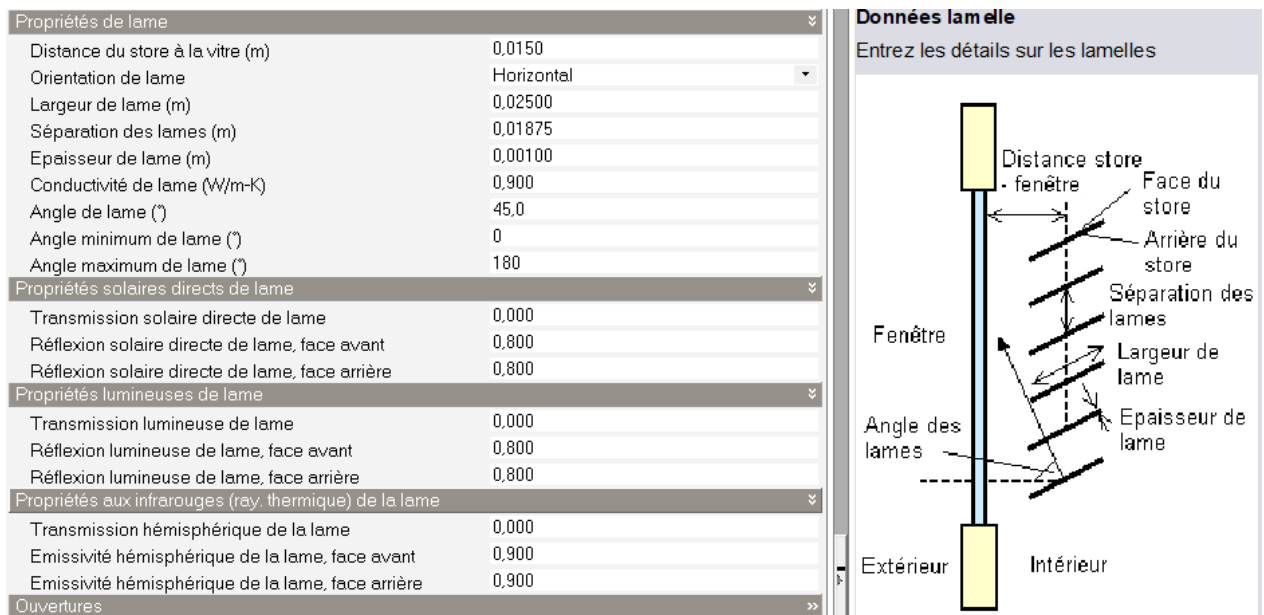 Propriétés de lame
Distance du store à la vitre (m) 0,0150
Orientation de lame Horizontal
Largeur de lame (m) 0,02500
Séparation des lames (m) 0,01875
Epaisseur de lame (m) 0,00100
Conductivité de lame (W/m-K) 0,900
Angle de lame (°) 45,0
Angle minimum de lame (°) 0
Angle maximum de lame (°) 180
Propriétés solaires directs de lame
Transmission solaire directe de lame 0,000
Réflexion solaire directe de lame, face avant 0,800
Réflexion solaire directe de lame, face arrière 0,800
Propriétés lumineuses de lame
Transmission lumineuse de lame 0,000
Réflexion lumineuse de lame, face avant 0,800
Réflexion lumineuse de lame, face arrière 0,800
Propriétés aux infrarouges (ray. thermique) de la lame
Transmission hémisphérique de la lame 0,000
Emissivité hémisphérique de la lame, face avant 0,900
Emissivité hémisphérique de la lame, face arrière 0,900
Ouvertures
Données lamelle
Entrez les détails sur les lamelles
Distance store
- fenêtre
Face du
store
Arrière du
store
Séparation des
lames
Fenêtre
Largeur de
lame
Epaisseur de
lame
Angle des
lames
Extérieur
Intérieur